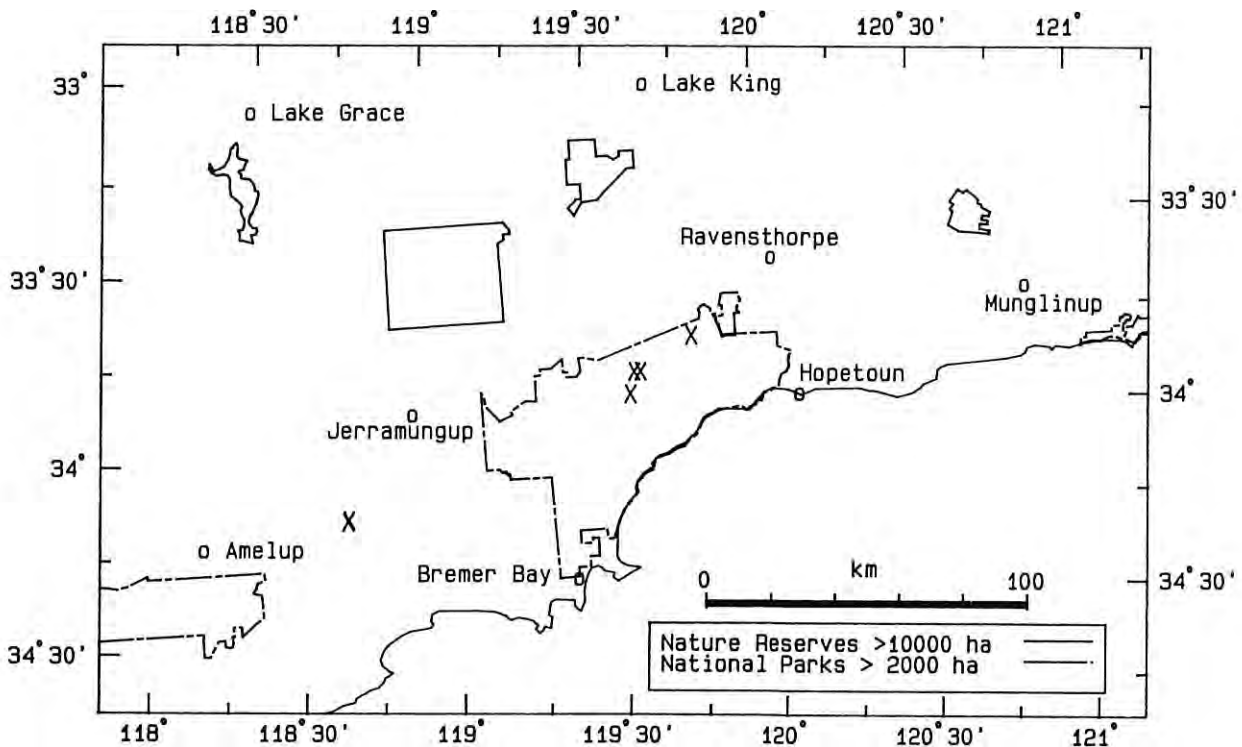 118° 30' 119° 119° 30' 120° 120° 30' 121°
33°
Lake King
Lake Grace
33° 30'
Ravensthorpe
33° 30'
Munglinup
Hopetoun
34°
Jerramungup
34°
Amelup
Bremer Bay
km
0 100
34° 30'
Nature Reserves >10000 ha
34° 30'
National Parks > 2000 ha
118° 118° 30' 119° 119° 30' 120° 120° 30' 121°
X
XX
X
X